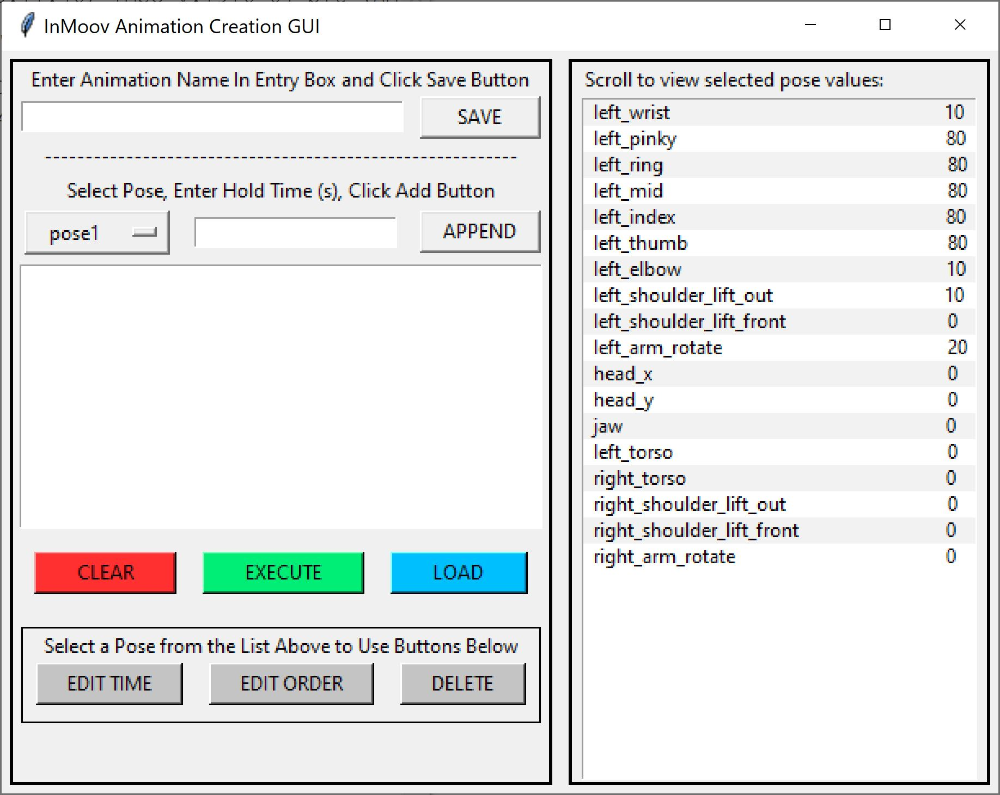 InMoov Animation Creation GUI
Enter Animation Name In Entry Box and Click Save Button
SAVE
--------------------------------------------------------
Select Pose, Enter Hold Time (s), Click Add Button
pose1
APPEND
CLEAR
EXECUTE
LOAD
Select a Pose from the List Above to Use Buttons Below
EDIT TIME
EDIT ORDER
DELETE
Scroll to view selected pose values:
left_wrist 10
left_pinky 80
left_ring 80
left_mid 80
left_index 80
left_thumb 80
left_elbow 10
left_shoulder_lift_out 10
left_shoulder_lift_front 0
left_arm_rotate 20
head_x 0
head_y 0
jaw 0
left_torso 0
right_torso 0
right_shoulder_lift_out 0
right_shoulder_lift_front 0
right_arm_rotate 0